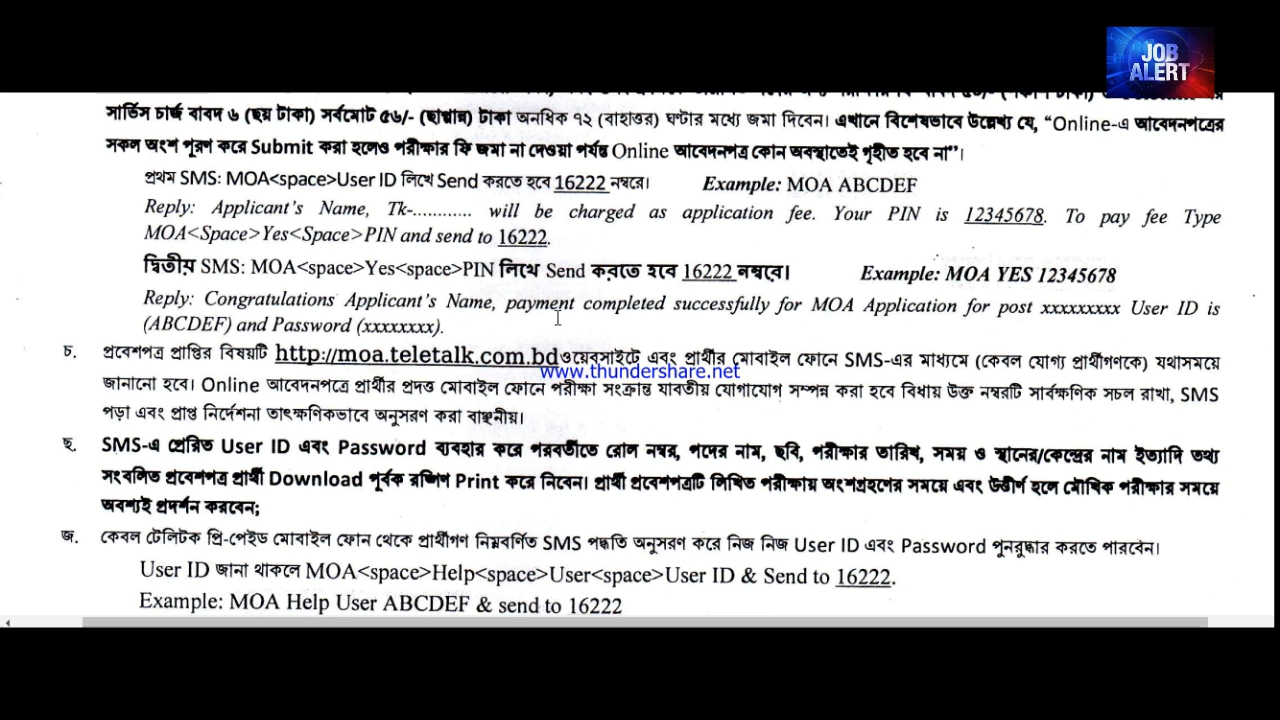 JOB
ALERT
সার্ভিস চার্জ বাবদ ৬ (ছয় টাকা) সর্বমোট ৫৬/- (ছাপ্পান্ন) টাকা অনধিক ৭২ (বাহাত্তর) ঘণ্টার মধ্যে জমা দিবেন। এখানে বিশেষভাবে উল্লেখ্য যে, “Online-এ আবেদনপত্রের
সকল অংশ পূরণ করে Submit করা হলেও পরীক্ষার ফি জমা না দেওয়া পর্যন্ত Online আবেদনপত্র কোন অবস্থাতেই গৃহীত হবে না”।
প্রথম SMS: MOA<space>User ID লিখে Send করতে হবে 16222 নম্বরে। Example: MOA ABCDEF
Reply: Applicant's Name, Tk-............ will be charged as application fee. Your PIN is 12345678. To pay fee Type
MOA<Space>Yes<Space>PIN and send to 16222.
দ্বিতীয় SMS: MOA<space>Yes<space>PIN লিখে Send করতে হবে 16222 নম্বরে। Example: MOA YES 12345678
Reply: Congratulations Applicant's Name, payment completed successfully for MOA Application for post xxxxxxxxx User ID is
(ABCDEF) and Password (xxxxxxxx).
চ. প্রবেশপত্র প্রাপ্তির বিষয়টি http://moa.teletalk.com.bd ওয়েবসাইটে এবং প্রার্থীর মোবাইল ফোনে SMS-এর মাধ্যমে (কেবল যোগ্য প্রার্থীগণকে) যথাসময়ে
www.thundershare.net
জানানো হবে। Online আবেদনপত্রে প্রার্থীর প্রদত্ত মোবাইল ফোনে পরীক্ষা সংক্রান্ত যাবতীয় যোগাযোগ সম্পন্ন করা হবে বিধায় উক্ত নম্বরটি সার্বক্ষণিক সচল রাখা, SMS
পড়া এবং প্রাপ্ত নির্দেশনা তাৎক্ষণিকভাবে অনুসরণ করা বাঞ্ছনীয়।
ছ. SMS-এ প্রেরিত User ID এবং Password ব্যবহার করে পরবর্তীতে রোল নম্বর, পদের নাম, ছবি, পরীক্ষার তারিখ, সময় ও স্থানের/কেন্দ্রের নাম ইত্যাদি তথ্য
সংবলিত প্রবেশপত্র প্রার্থী Download পূর্বক রঙ্গিণ Print করে নিবেন। প্রার্থী প্রবেশপত্রটি লিখিত পরীক্ষায় অংশগ্রহণের সময়ে এবং উত্তীর্ণ হলে মৌখিক পরীক্ষার সময়ে
অবশ্যই প্রদর্শন করবেন;
জ. কেবল টেলিটক প্রি-পেইড মোবাইল ফোন থেকে প্রার্থীগণ নিম্নবর্ণিত SMS পদ্ধতি অনুসরণ করে নিজ নিজ User ID এবং Password পুনরুদ্ধার করতে পারবেন।
User ID জানা থাকলে MOA<space>Help<space>User<space>User ID & Send to 16222.
Example: MOA Help User ABCDEF & send to 16222